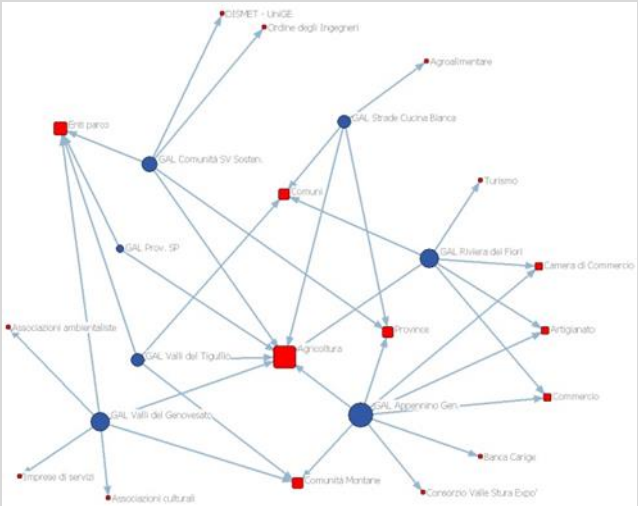 DISMET - UniGE
Ordine degli Ingegneri
Agroalimentare
GAL Strade Cucina Bianca
Enti parco
GAL Comunità SV Sosten.
Turismo
Comuni
GAL Prov. SP
GAL Riviera dei Fiori
Camera di Commercio
Associazioni ambientaliste
Province
Artigianato
Agricoltura
GAL Valli del Tigullio
Commercio
GAL Valli del Genovesato
GAL Appennino Gen.
Banca Carige
Imprese di servizi
Comunità Montane
Associazioni culturali
Consorzio Valle Stura Expo'